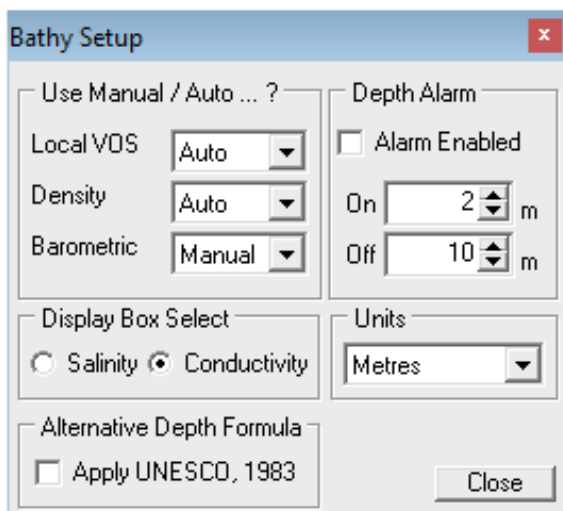 Bathy Setup
x
Use Manual / Auto ... ?
Local VOS Auto
Density Auto
Barometric Manual
Depth Alarm
Alarm Enabled
On 2 m
Off 10 m
Display Box Select
Salinity Conductivity
Units
Metres
Alternative Depth Formula
Apply UNESCO, 1983
Close